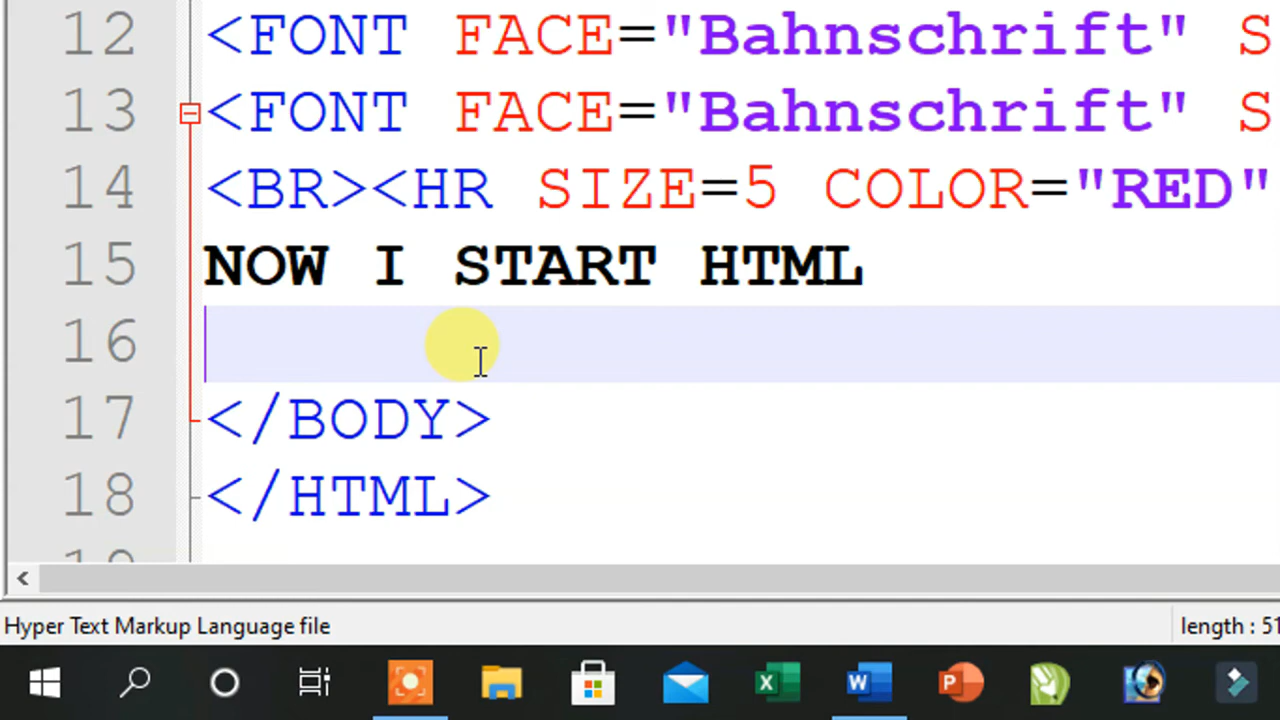 12 <FONT FACE="Bahnschrift" S
13 <FONT FACE="Bahnschrift" S
14 <BR><HR SIZE=5 COLOR="RED"
15 NOW I START HTML
16
17 </BODY>
18 </HTML>
Hyper Text Markup Language file length : 51